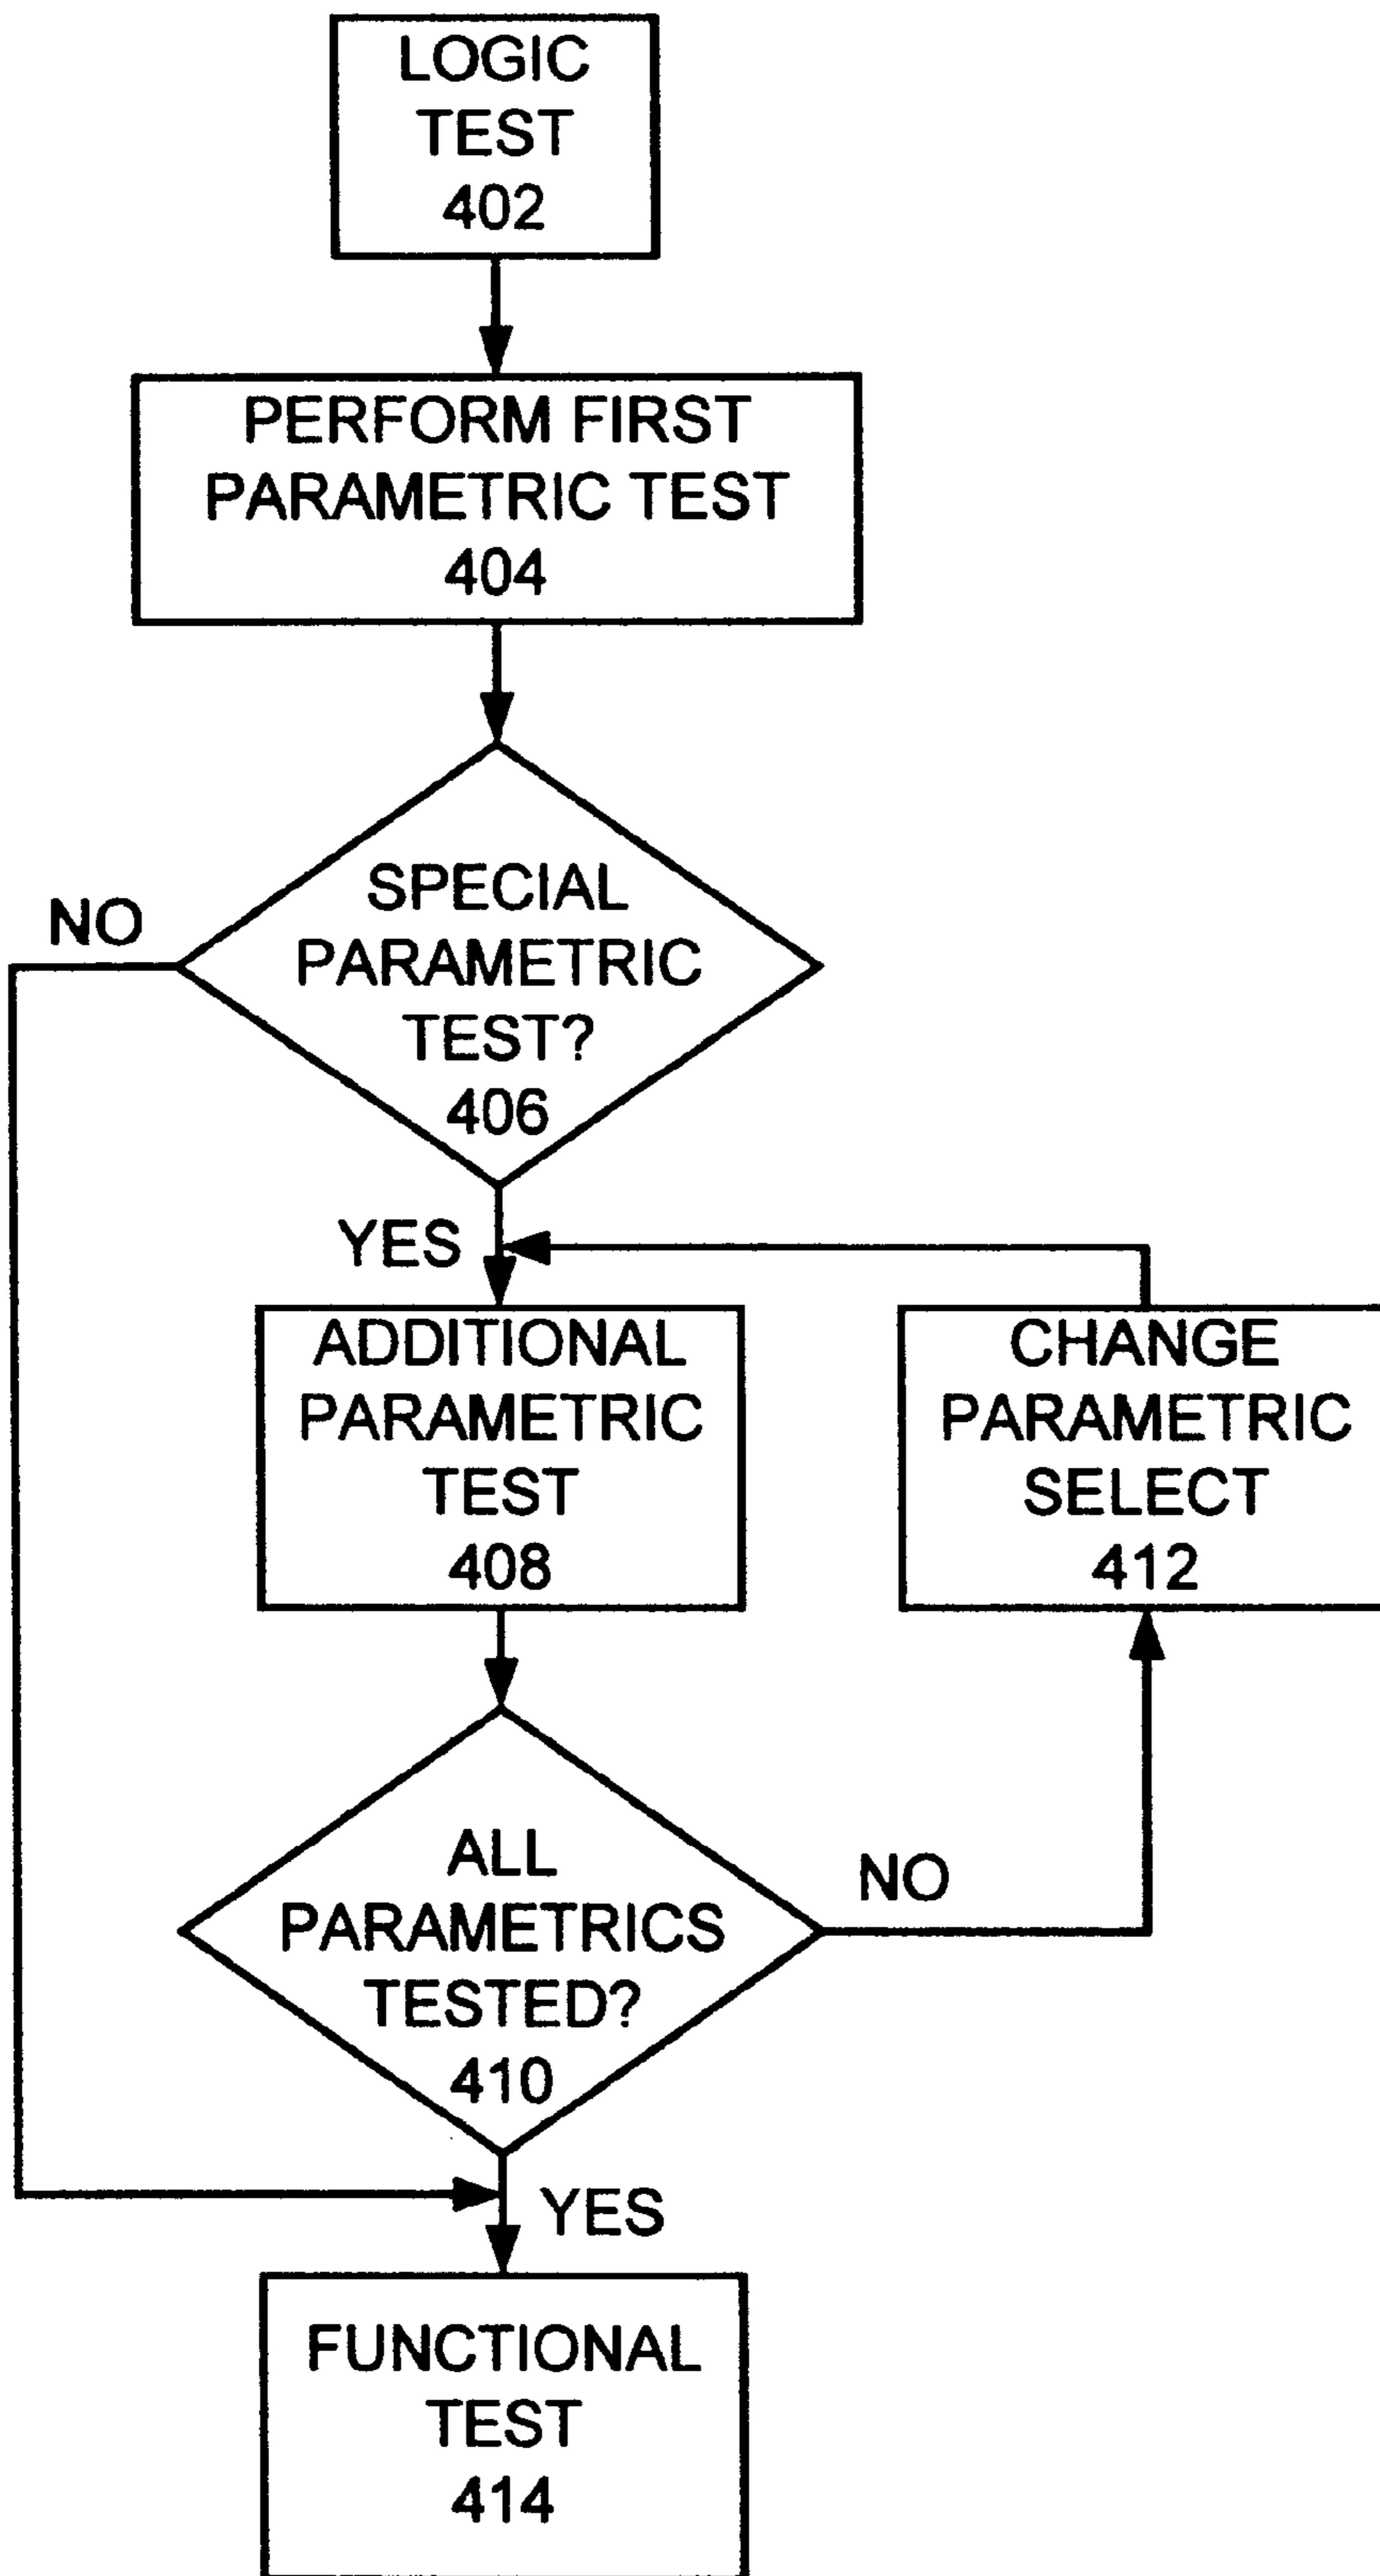 LOGIC
TEST
402
PERFORM FIRST
PARAMETRIC TEST
404
SPECIAL
PARAMETRIC
TEST?
406
NO
YES
ADDITIONAL
PARAMETRIC
TEST
408
CHANGE
PARAMETRIC
SELECT
412
ALL
PARAMETRICS
TESTED?
410
NO
YES
FUNCTIONAL
TEST
414